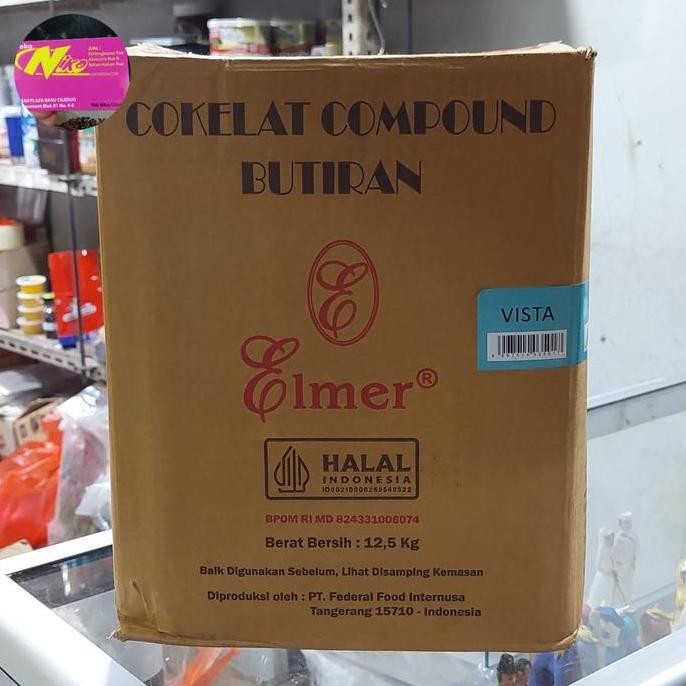 Niko
COKELAT COMPOUND
BUTIRAN
E
Elmer®
VISTA
HALAL
INDONESIA
BPOM RI MD 824331006074
Berat Bersih : 12,5 Kg
Baik Digunakan Sebelum, Lihat Disamping Kemasan
Diproduksi oleh : PT. Federal Food Internusa
Tangerang 15710 - Indonesia